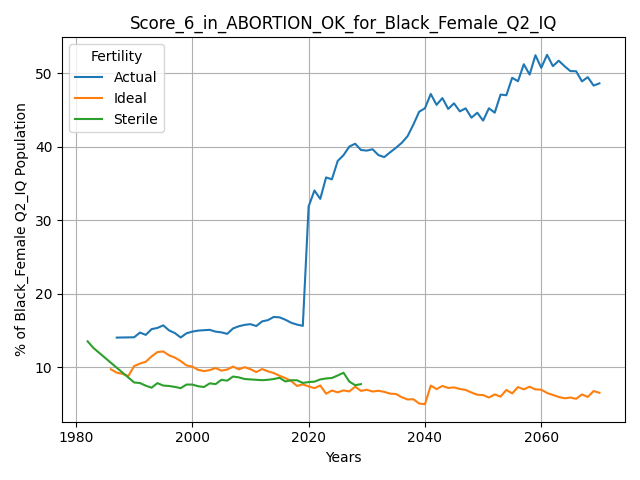 Score_6_in_ABORTION_OK_for_Black_Female_Q2_IQ
Fertility
Actual
Ideal
Sterile
% of Black_Female Q2_IQ Population
50
40
30
20
10
1980 2000 2020 2040 2060
Years